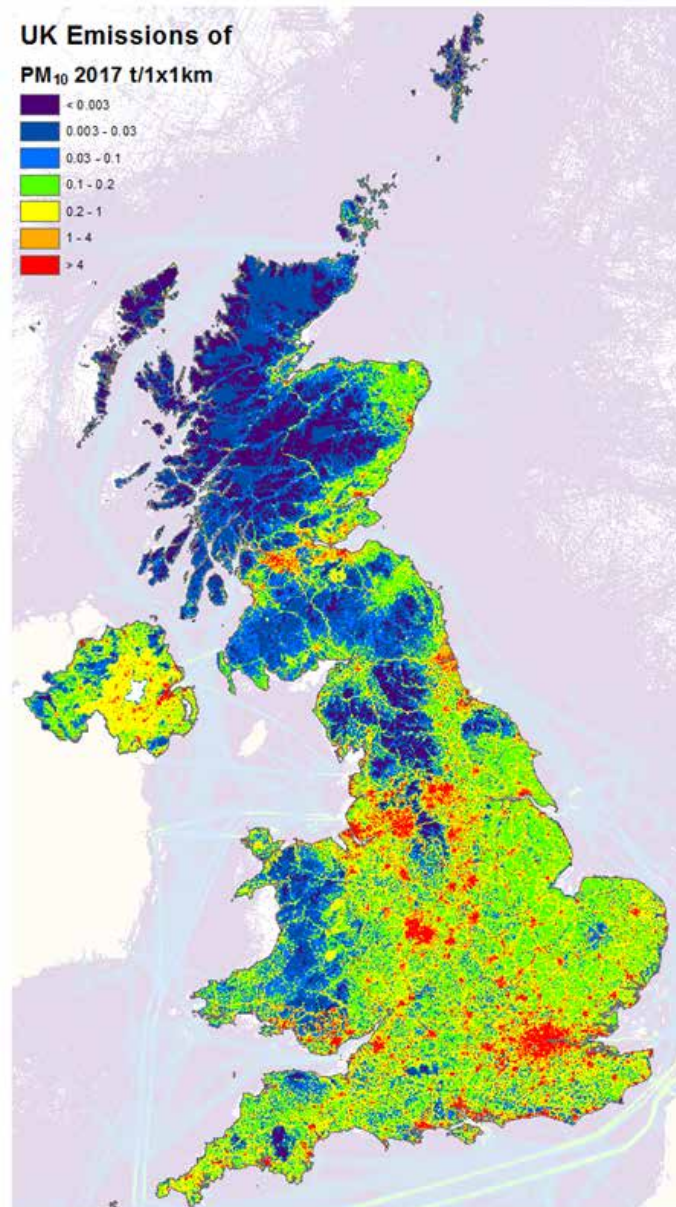 UK Emissions of
PM₁₀ 2017 t/1x1km
< 0.003
0.003 - 0.03
0.03 - 0.1
0.1 - 0.2
0.2 - 1
1 - 4
> 4